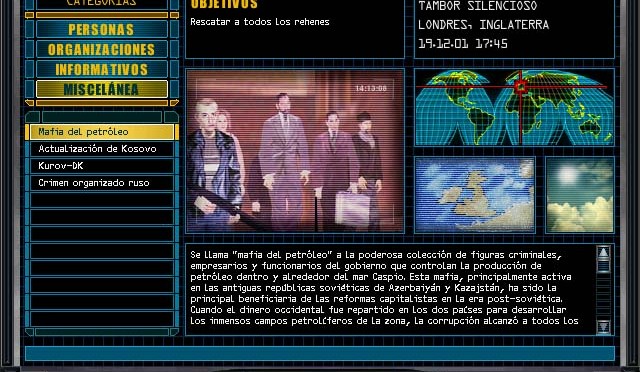 CATEGORÍAS
PERSONAS
ORGANIZACIONES
INFORMATIVOS
MISCELÁNEA
Mafia del petróleo
Actualización de Kosovo
Kurov-DK
Crimen organizado ruso
OBJETIVOS
Rescatar a todos los rehenes
TAMBOR SILENCIOSO
LONDRES, INGLATERRA
19.12.01 17:45
14:13:08
Se llama "mafia del petróleo" a la poderosa colección de figuras criminales,
empresarios y funcionarios del gobierno que controlan la producción de
petróleo dentro y alrededor del mar Caspio. Esta mafia, principalmente activa
en las antiguas repúblicas soviéticas de Azerbaiyán y Kazajstán, ha sido la
principal beneficiaria de las reformas capitalistas en la era post-soviética.
Cuando el dinero occidental fue repartido en los dos países para desarrollar
los inmensos campos petrolíferos de la zona, la corrupción alcanzó a todos los